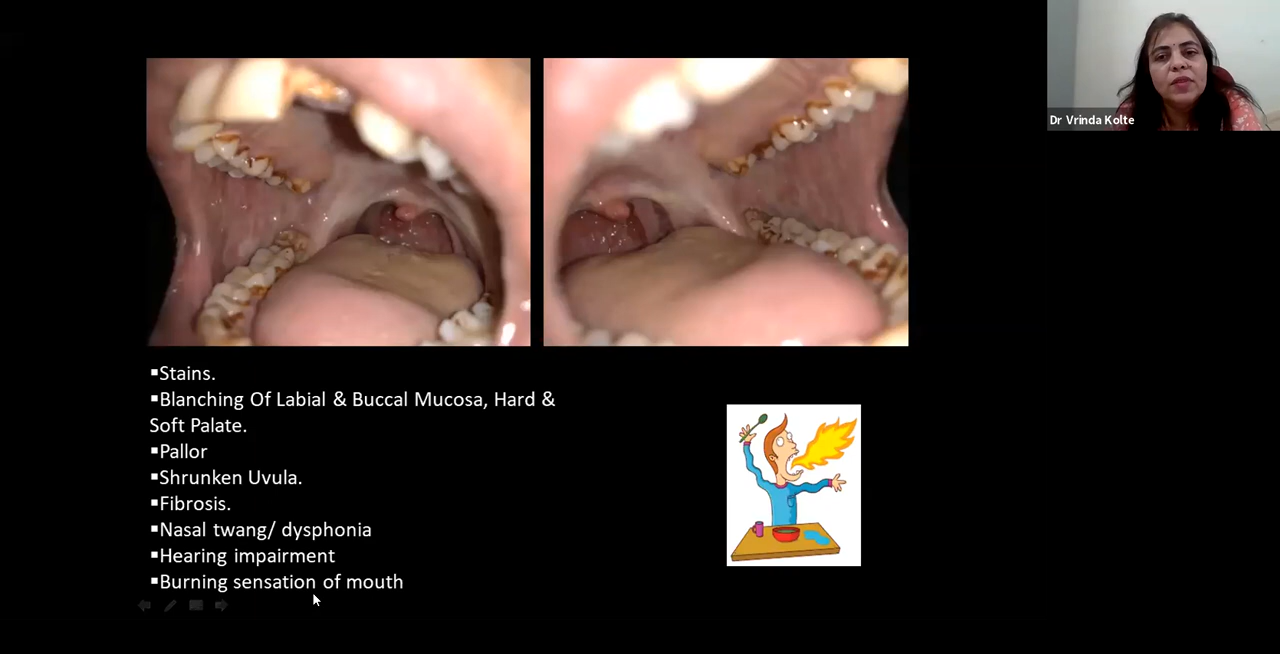 Dr Vrinda Kolte
▪Stains.
▪Blanching Of Labial & Buccal Mucosa, Hard &
Soft Palate.
▪Pallor
▪Shrunken Uvula.
▪Fibrosis.
▪Nasal twang/ dysphonia
▪Hearing impairment
▪Burning sensation of mouth